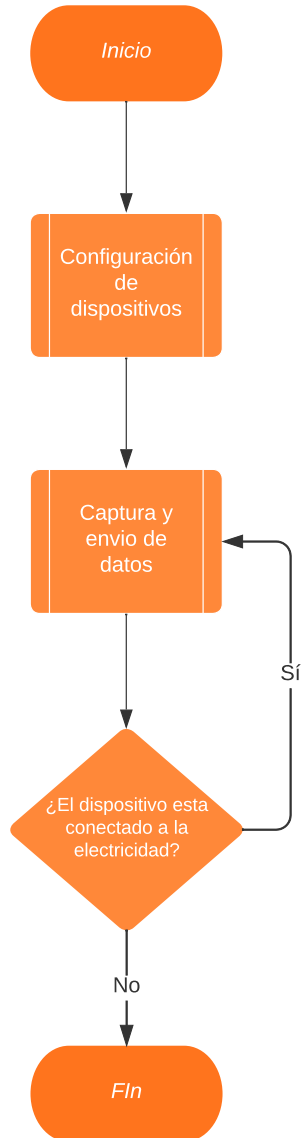 Inicio
Configuración
de
dispositivos
Captura y
envio de
datos
Sí
¿El dispositivo esta
conectado a la
electricidad?
No
FIn